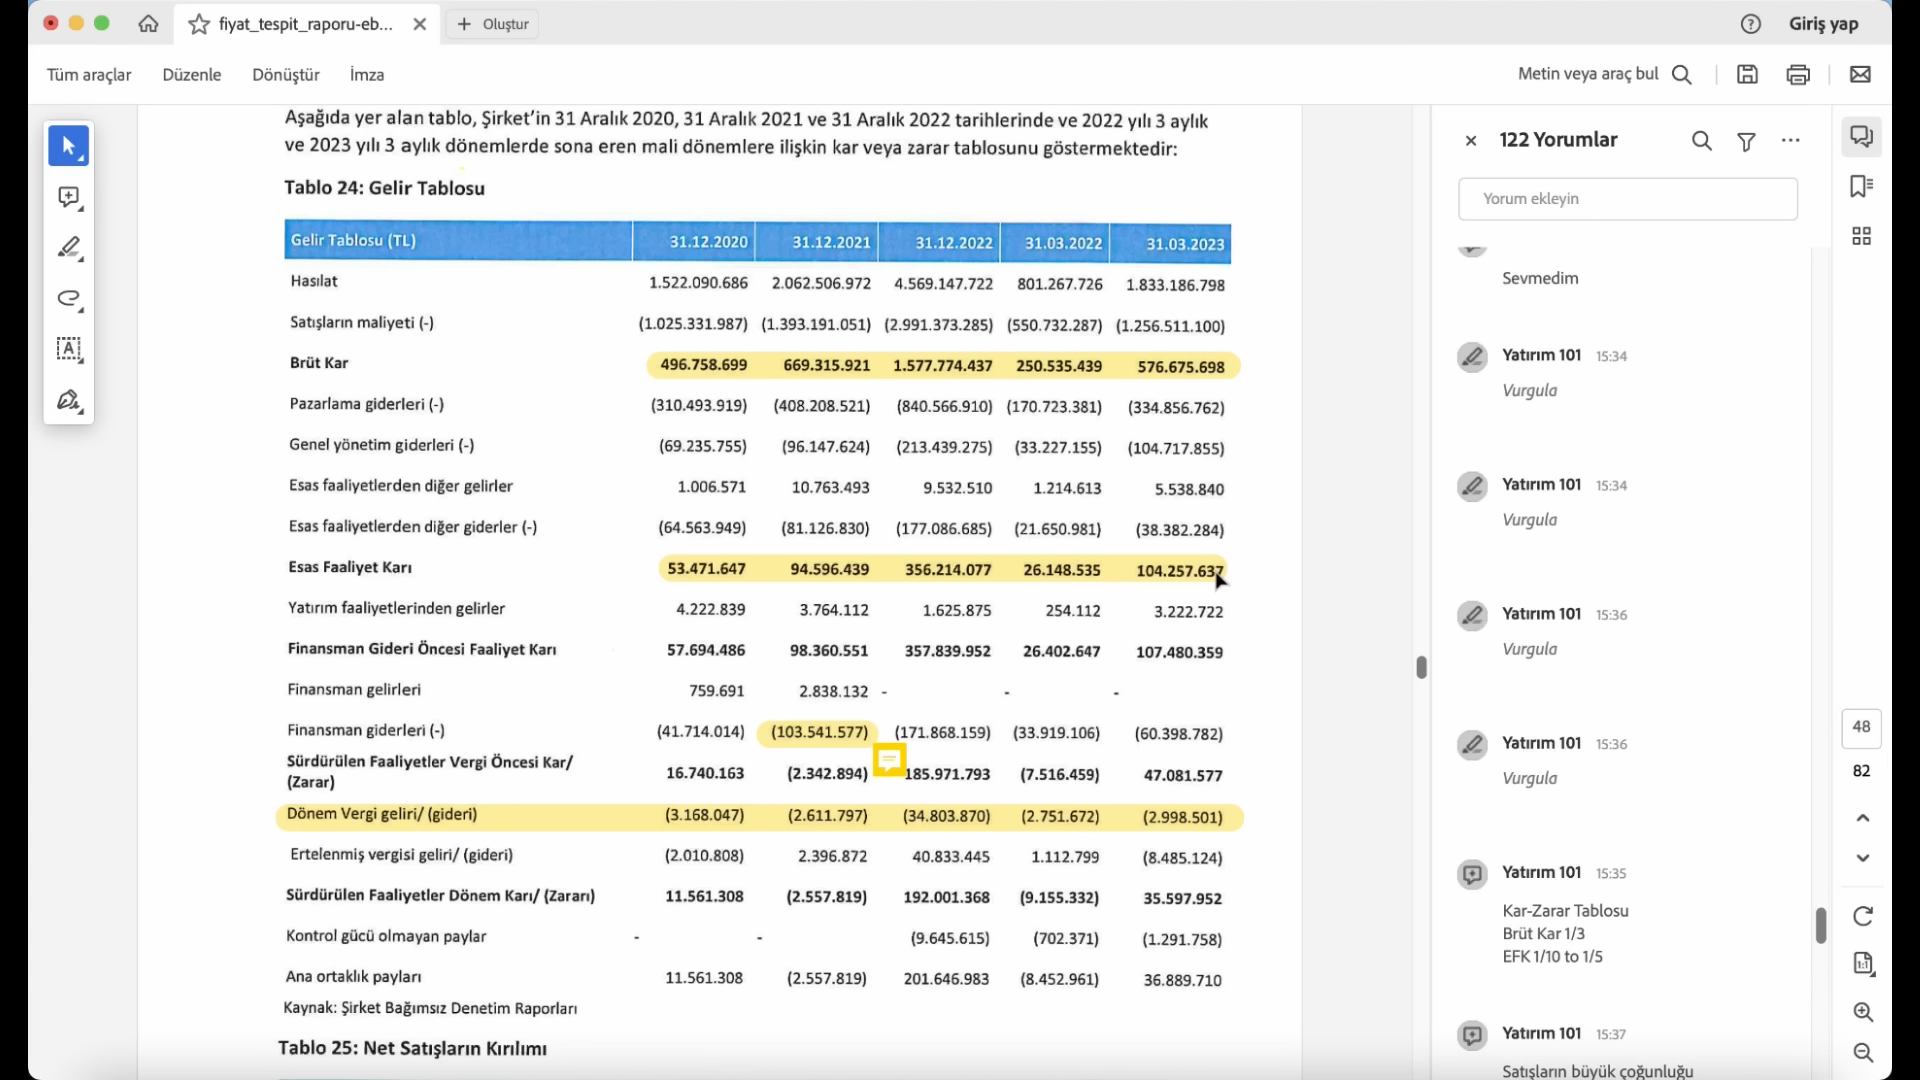 fiyat_tespit_raporu-eb...
Oluştur
Giriş yap
Tüm araçlar Düzenle Dönüştür İmza
Metin veya araç bul
Aşağıda yer alan tablo, Şirket’in 31 Aralık 2020, 31 Aralık 2021 ve 31 Aralık 2022 tarihlerinde ve 2022 yılı 3 aylık
ve 2023 yılı 3 aylık dönemlerde sona eren mali dönemlere ilişkin kar veya zarar tablosunu göstermektedir:
Tablo 24: Gelir Tablosu
Gelir Tablosu (TL) 31.12.2020 31.12.2021 31.12.2022 31.03.2022 31.03.2023
Hasılat 1.522.090.686 2.062.506.972 4.569.147.722 801.267.726 1.833.186.798
Satışların maliyeti (-) (1.025.331.987) (1.393.191.051) (2.991.373.285) (550.732.287) (1.256.511.100)
Brüt Kar 496.758.699 669.315.921 1.577.774.437 250.535.439 576.675.698
Pazarlama giderleri (-) (310.493.919) (408.208.521) (840.566.910) (170.723.381) (334.856.762)
Genel yönetim giderleri (-) (69.235.755) (96.147.624) (213.439.275) (33.227.155) (104.717.855)
Esas faaliyetlerden diğer gelirler 1.006.571 10.763.493 9.532.510 1.214.613 5.538.840
Esas faaliyetlerden diğer giderler (-) (64.563.949) (81.126.830) (177.086.685) (21.650.981) (38.382.284)
Esas Faaliyet Karı 53.471.647 94.596.439 356.214.077 26.148.535 104.257.637
Yatırım faaliyetlerinden gelirler 4.222.839 3.764.112 1.625.875 254.112 3.222.722
Finansman Gideri Öncesi Faaliyet Karı 57.694.486 98.360.551 357.839.952 26.402.647 107.480.359
Finansman gelirleri 759.691 2.838.132 - - -
Finansman giderleri (-) (41.714.014) (103.541.577) (171.868.159) (33.919.106) (60.398.782)
Sürdürülen Faaliyetler Vergi Öncesi Kar/
(Zarar) 16.740.163 (2.342.894) 185.971.793 (7.516.459) 47.081.577
Dönem Vergi geliri/ (gideri) (3.168.047) (2.611.797) (34.803.870) (2.751.672) (2.998.501)
Ertelenmiş vergisi geliri/ (gideri) (2.010.808) 2.396.872 40.833.445 1.112.799 (8.485.124)
Sürdürülen Faaliyetler Dönem Karı/ (Zararı) 11.561.308 (2.557.819) 192.001.368 (9.155.332) 35.597.952
Kontrol gücü olmayan paylar - - (9.645.615) (702.371) (1.291.758)
Ana ortaklık payları 11.561.308 (2.557.819) 201.646.983 (8.452.961) 36.889.710
Kaynak: Şirket Bağımsız Denetim Raporları
Tablo 25: Net Satışların Kırılımı
122 Yorumlar
Yorum ekleyin
Sevmedim
Yatırım 101 15:34
Vurgula
Yatırım 101 15:34
Vurgula
Yatırım 101 15:36
Vurgula
Yatırım 101 15:36
Vurgula
Yatırım 101 15:35
Kar-Zarar Tablosu
Brüt Kar 1/3
EFK 1/10 to 1/5
Yatırım 101 15:37
Satışların büyük çoğunluğu
48
82